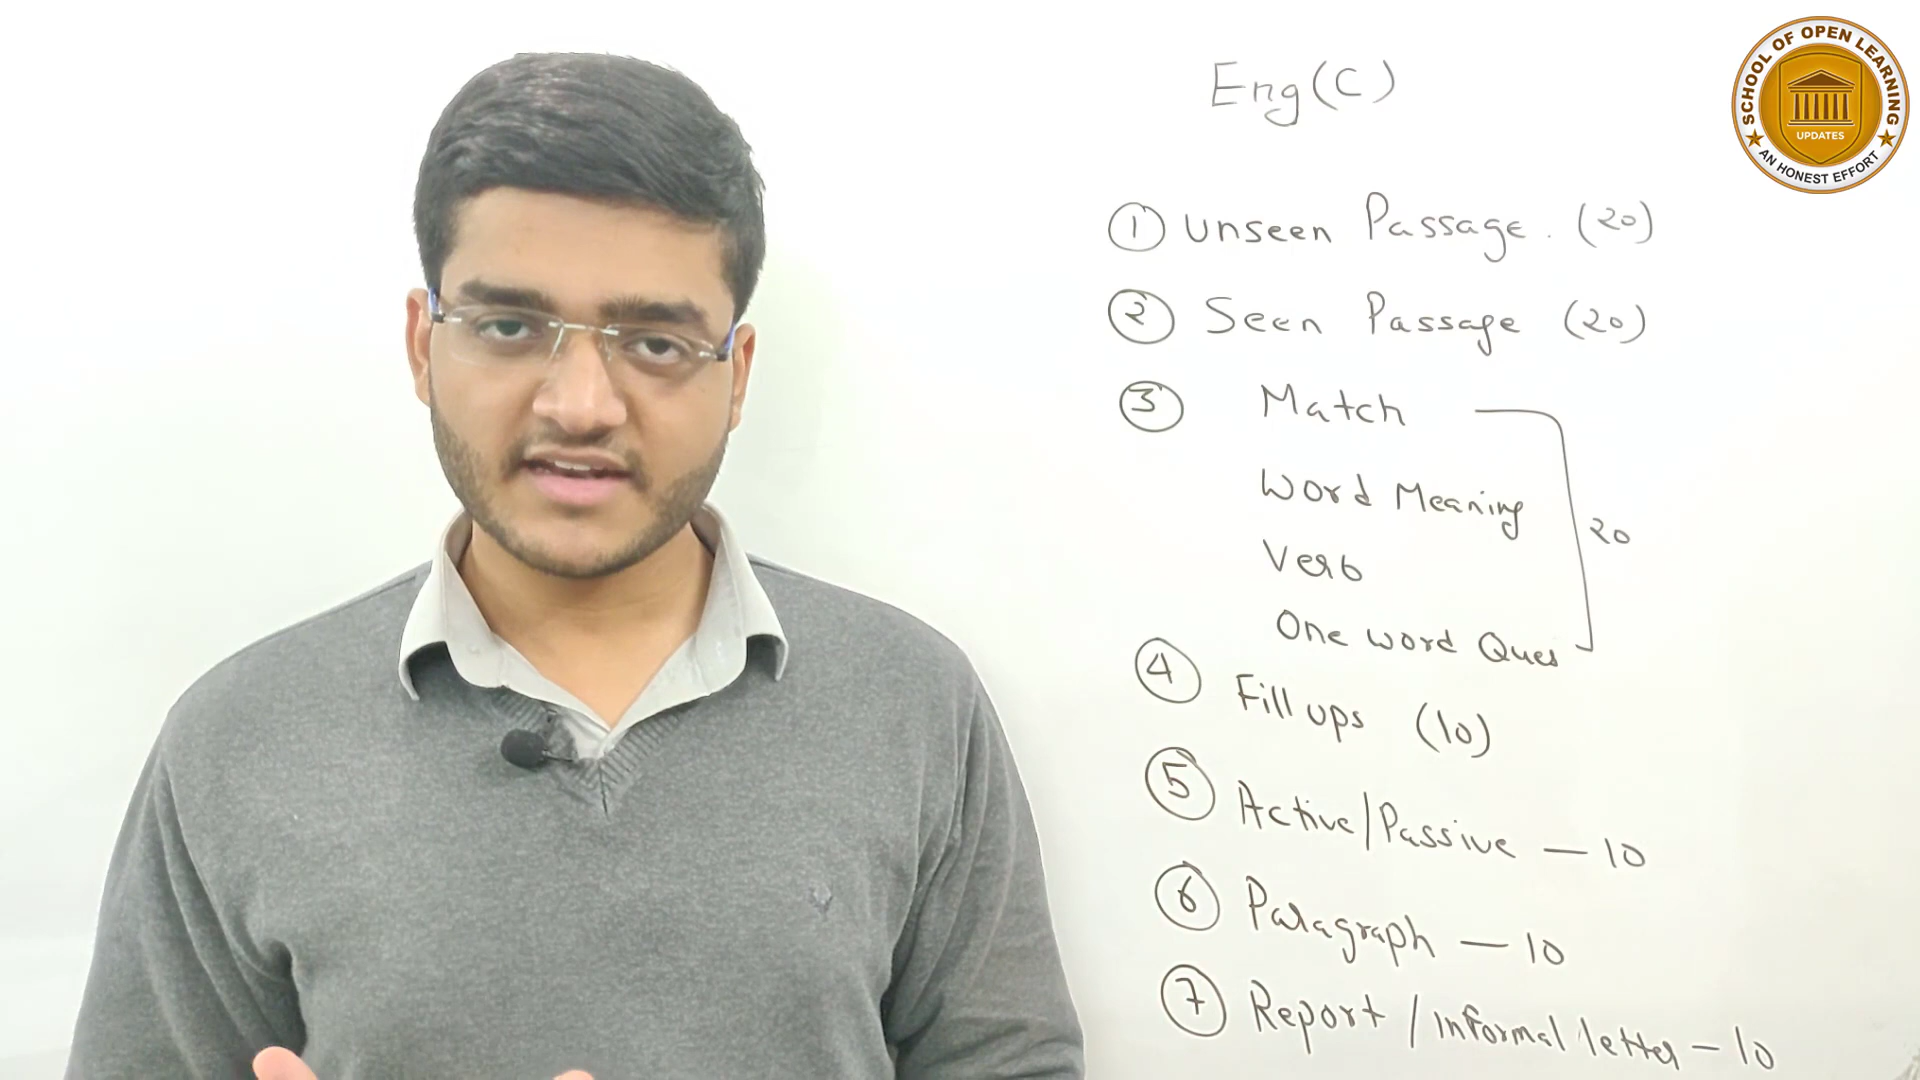 SCHOOL OF OPEN LEARNING
UPDATES
AN HONEST EFFORT
Eng (C)
① Unseen Passage. (20)
② Seen Passage (20)
③ Match
Word Meaning
20
Verb
One word Ques
④ Fill ups (10)
⑤ Active/Passive — 10
⑥ Paragraph — 10
⑦ Report / informal letter — 10